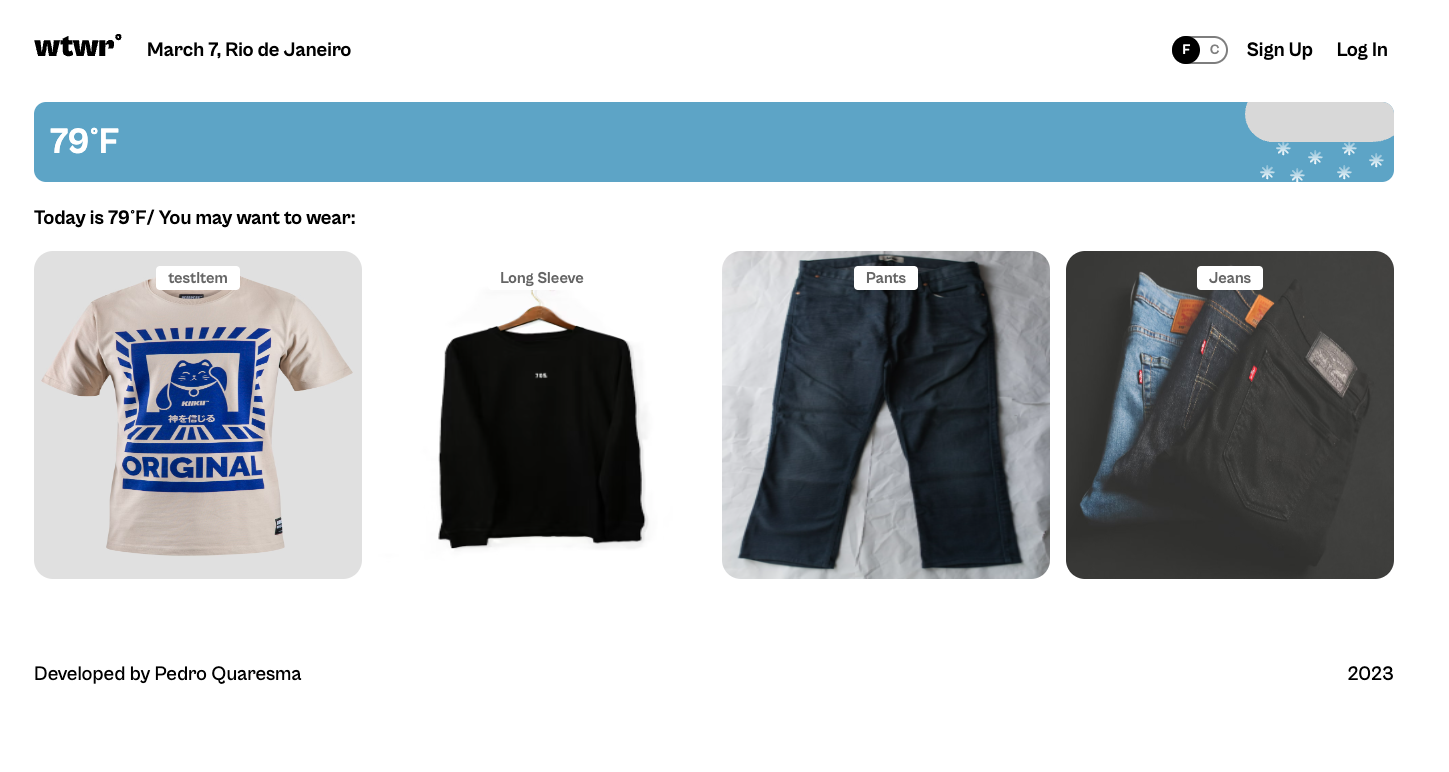 wtwr°
March 7, Rio de Janeiro
F C
Sign Up
Log In
79°F
Today is 79°F/ You may want to wear:
testItem
Long Sleeve
Pants
Jeans
KIIKII
神を信じる
ORIGINAL
Developed by Pedro Quaresma
2023